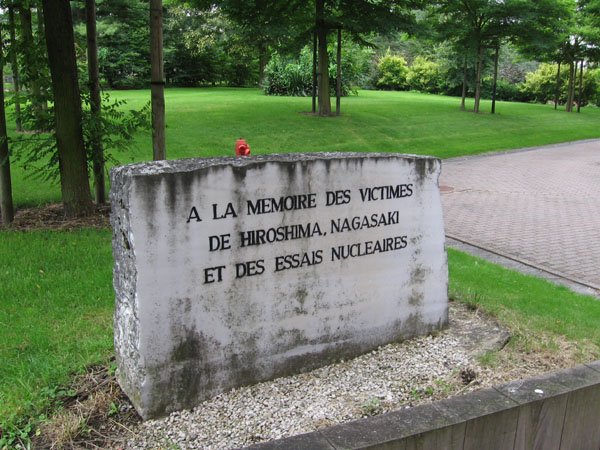 A LA MEMOIRE DES VICTIMES
DE HIROSHIMA, NAGASAKI
ET DES ESSAIS NUCLEAIRES